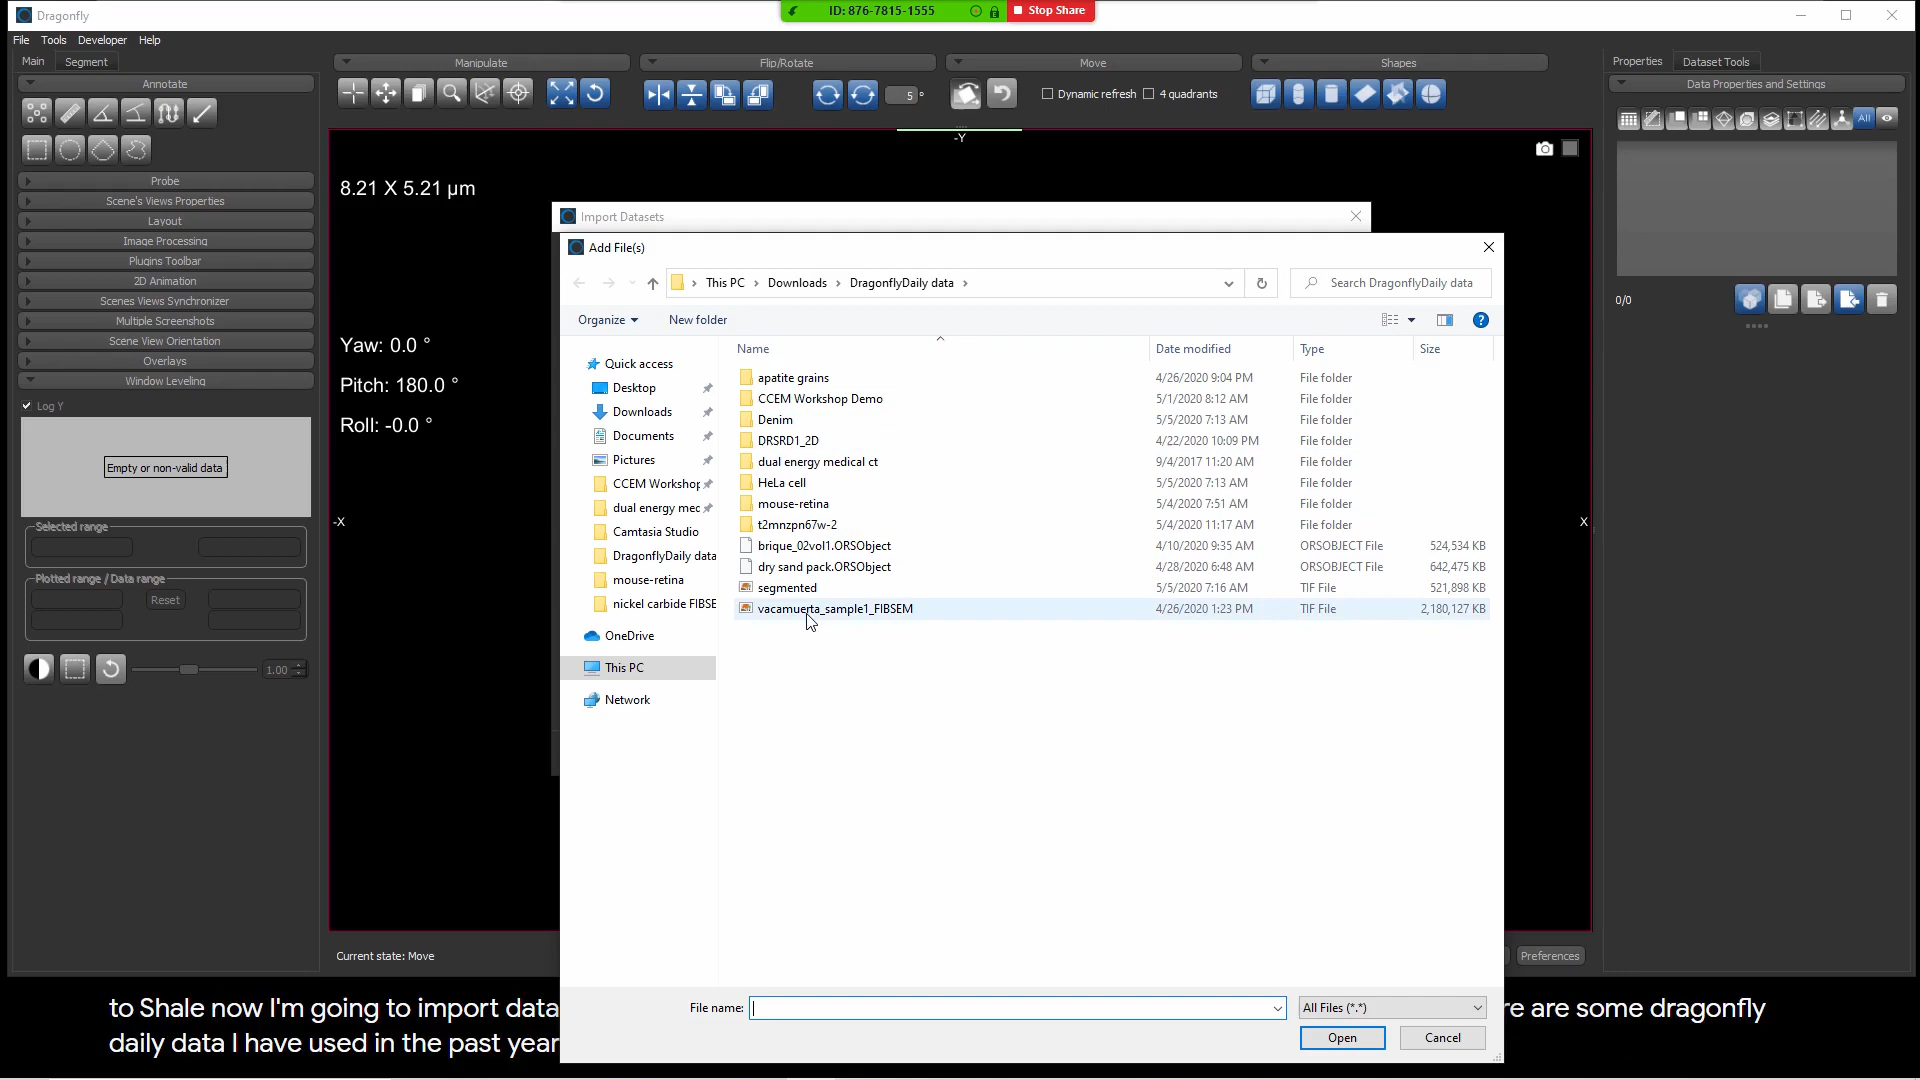 Dragonfly
ID: 876-7815-1555
Stop Share
File Tools Developer Help
Main Segment
Manipulate
Flip/Rotate
Move
Shapes
Properties Dataset Tools
Annotate
Data Properties and Settings
5 °
Dynamic refresh
4 quadrants
All
-Y
8.21 X 5.21 µm
Probe
Scene's Views Properties
Layout
Image Processing
Plugins Toolbar
2D Animation
Scenes Views Synchronizer
Multiple Screenshots
Scene View Orientation
Overlays
Window Leveling
Log Y
Empty or non-valid data
Selected range
Plotted range / Data range
Reset
1.00
Yaw: 0.0 °
Pitch: 180.0 °
Roll: -0.0 °
-X
X
0/0
Import Datasets
Add File(s)
This PC Downloads DragonflyDaily data
Search DragonflyDaily data
Organize New folder
Name Date modified Type Size
Quick access
Desktop
Downloads
Documents
Pictures
CCEM Workshop
dual energy med
Camtasia Studio
DragonflyDaily data
mouse-retina
nickel carbide FIBSE
OneDrive
This PC
Network
apatite grains 4/26/2020 9:04 PM File folder
CCEM Workshop Demo 5/1/2020 8:12 AM File folder
Denim 5/5/2020 7:13 AM File folder
DRSRD1_2D 4/22/2020 10:09 PM File folder
dual energy medical ct 9/4/2017 11:20 AM File folder
HeLa cell 5/5/2020 7:13 AM File folder
mouse-retina 5/4/2020 7:51 AM File folder
t2mnzpn67w-2 5/4/2020 11:17 AM File folder
brique_02vol1.ORSObject 4/10/2020 9:35 AM ORSOBJECT File 524,534 KB
dry sand pack.ORSObject 4/28/2020 6:48 AM ORSOBJECT File 642,475 KB
segmented 5/5/2020 7:16 AM TIF File 521,898 KB
vacamuerta_sample1_FIBSEM 4/26/2020 1:23 PM TIF File 2,180,127 KB
Current state: Move
Preferences
File name:
All Files (*.*)
Open Cancel
to Shale now I'm going to import data re are some dragonfly
daily data I have used in the past year